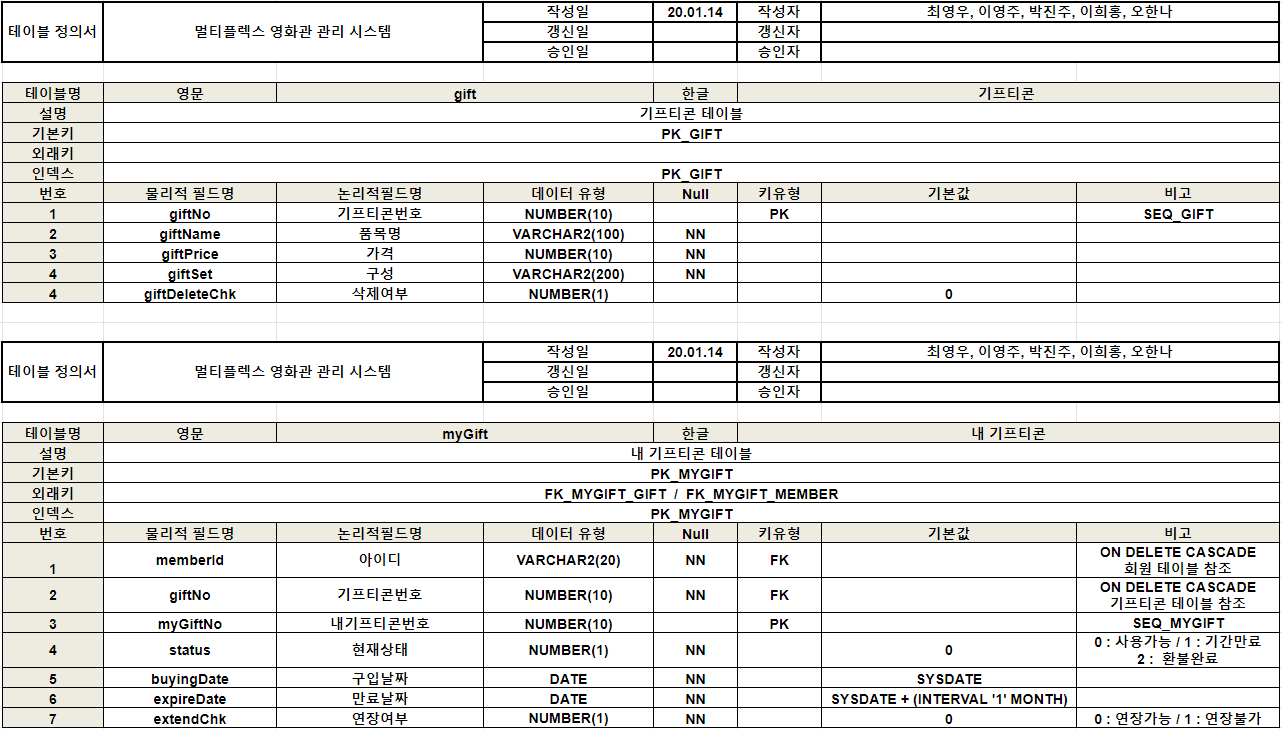 테이블 정의서 멀티플렉스 영화관 관리 시스템 작성일 20.01.14 작성자 최영우, 이영주, 박진주, 이희홍, 오한나
갱신일 갱신자
승인일 승인자
테이블명 영문 gift 한글 기프티콘
설명 기프티콘 테이블
기본키 PK_GIFT
외래키
인덱스 PK_GIFT
번호 물리적 필드명 논리적필드명 데이터 유형 Null 키유형 기본값 비고
1 giftNo 기프티콘번호 NUMBER(10) PK SEQ_GIFT
2 giftName 품목명 VARCHAR2(100) NN
3 giftPrice 가격 NUMBER(10) NN
4 giftSet 구성 VARCHAR2(200) NN
4 giftDeleteChk 삭제여부 NUMBER(1) 0
테이블 정의서 멀티플렉스 영화관 관리 시스템 작성일 20.01.14 작성자 최영우, 이영주, 박진주, 이희홍, 오한나
갱신일 갱신자
승인일 승인자
테이블명 영문 myGift 한글 내 기프티콘
설명 내 기프티콘 테이블
기본키 PK_MYGIFT
외래키 FK_MYGIFT_GIFT / FK_MYGIFT_MEMBER
인덱스 PK_MYGIFT
번호 물리적 필드명 논리적필드명 데이터 유형 Null 키유형 기본값 비고
1 memberId 아이디 VARCHAR2(20) NN FK ON DELETE CASCADE
회원 테이블 참조
2 giftNo 기프티콘번호 NUMBER(10) NN FK ON DELETE CASCADE
기프티콘 테이블 참조
3 myGiftNo 내기프티콘번호 NUMBER(10) PK SEQ_MYGIFT
4 status 현재상태 NUMBER(1) NN 0 0 : 사용가능 / 1 : 기간만료
2 : 환불완료
5 buyingDate 구입날짜 DATE NN SYSDATE
6 expireDate 만료날짜 DATE NN SYSDATE + (INTERVAL '1' MONTH)
7 extendChk 연장여부 NUMBER(1) NN 0 0 : 연장가능 / 1 : 연장불가